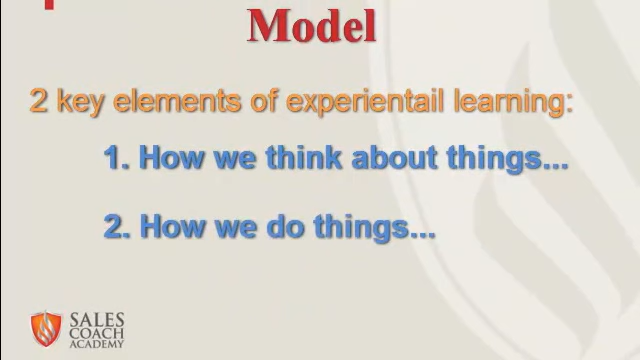 Model
2 key elements of experientail learning:
1. How we think about things...
2. How we do things...
SALES
COACH
ACADEMY